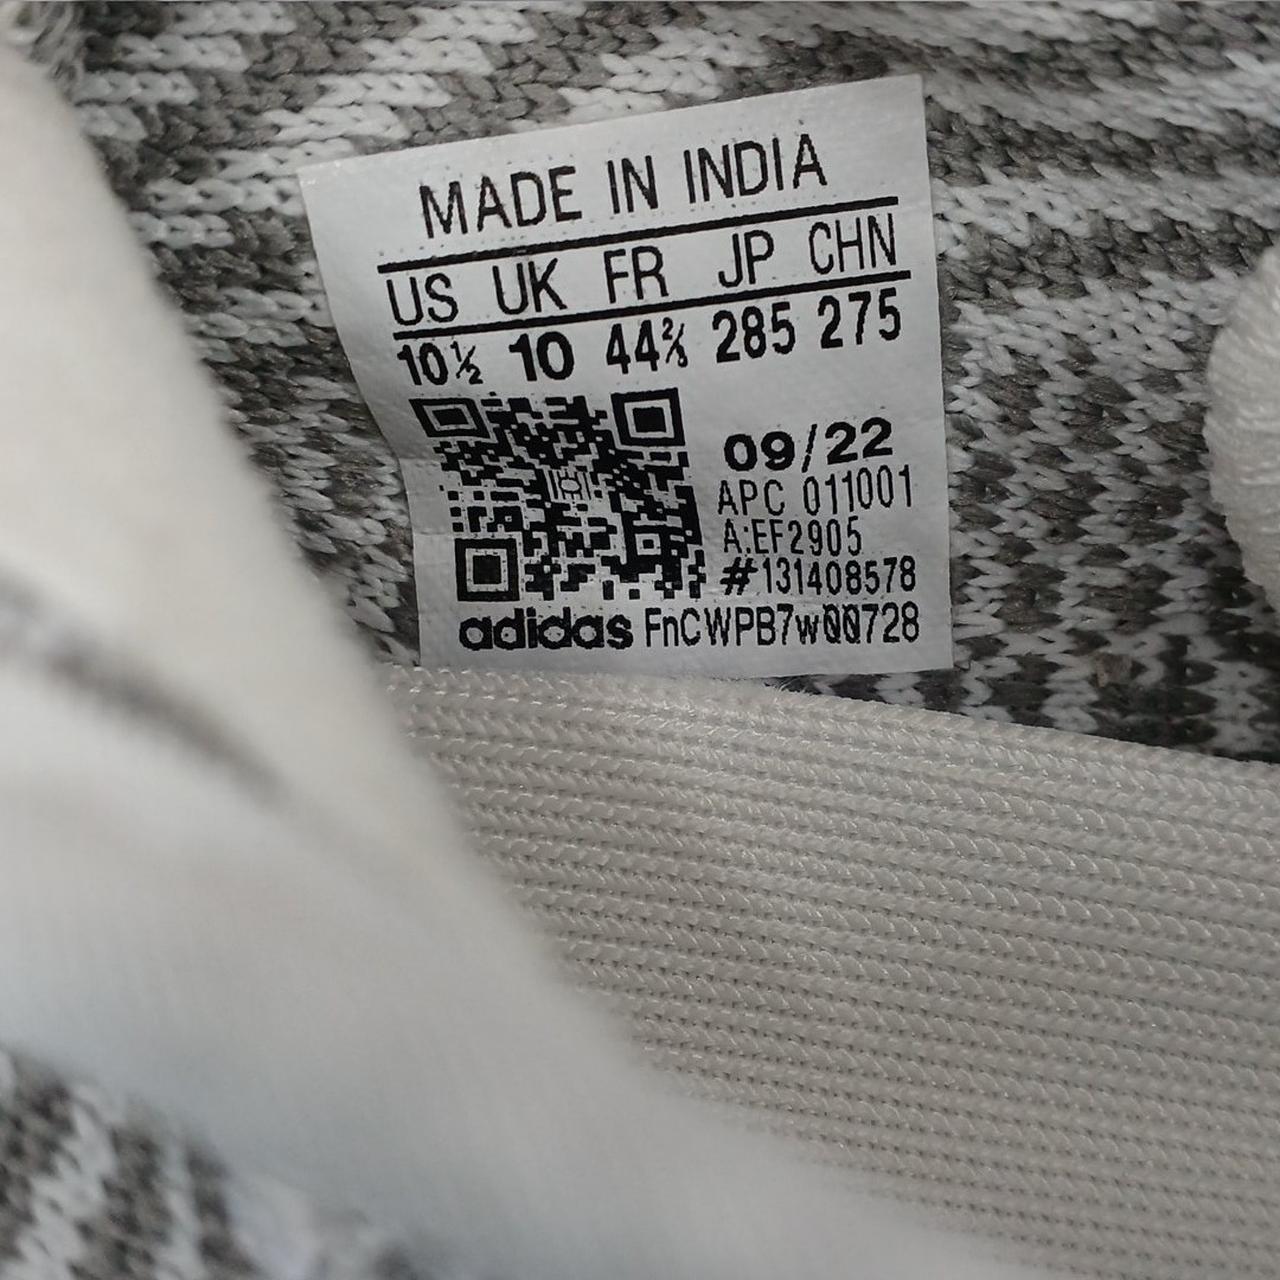 MADE IN INDIA
US UK FR JP CHN
10½ 10 44⅔ 285 275
09/22
APC 011001
A:EF2905
#131408578
adidas FnCWPB7w00728